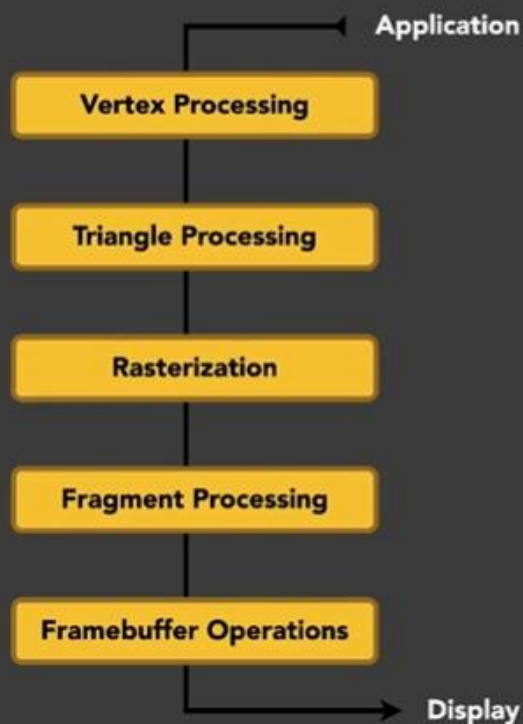 Application
Vertex Processing
Triangle Processing
Rasterization
Fragment Processing
Framebuffer Operations
Display